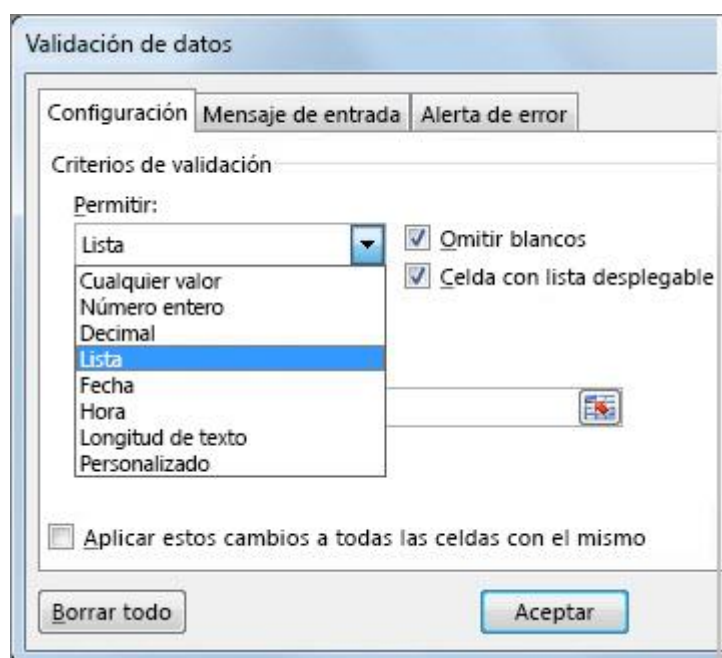 Validación de datos
Configuración Mensaje de entrada Alerta de error
Criterios de validación
Permitir:
Lista
Omitir blancos
Cualquier valor
Celda con lista desplegable
Número entero
Decimal
Lista
Fecha
Hora
Longitud de texto
Personalizado
Aplicar estos cambios a todas las celdas con el mismo
Borrar todo Aceptar